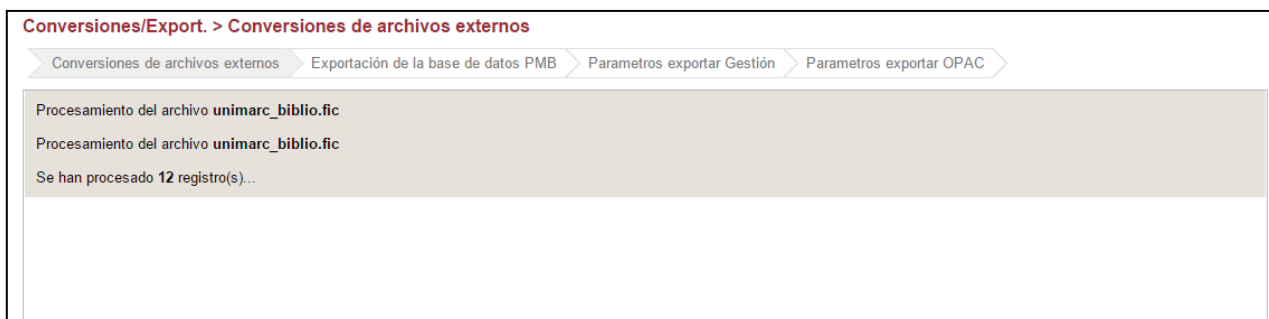 Conversiones/Export. > Conversiones de archivos externos
Conversiones de archivos externos Exportación de la base de datos PMB Parametros exportar Gestión Parametros exportar OPAC
Procesamiento del archivo unimarc_biblio.fic
Procesamiento del archivo unimarc_biblio.fic
Se han procesado 12 registro(s)...